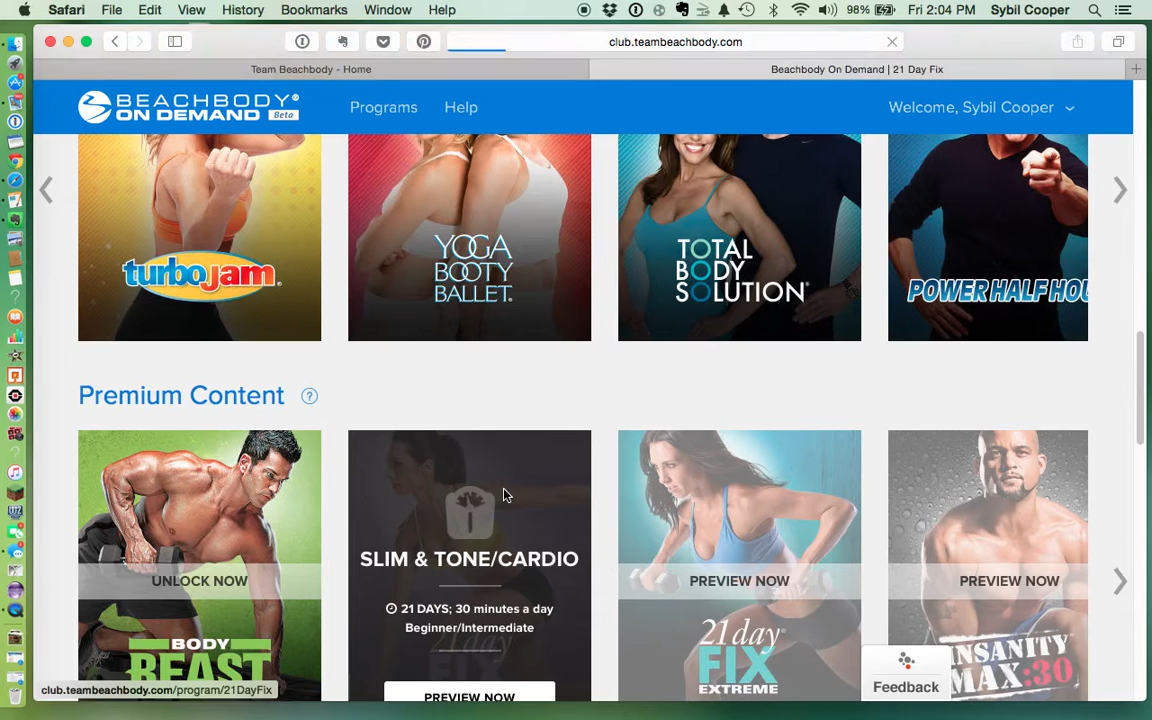 Safari File Edit View History Bookmarks Window Help 98% Fri 2:04 PM Sybil Cooper
club.teambeachbody.com
Team Beachbody - Home
Beachbody On Demand | 21 Day Fix
BEACHBODY®
ON DEMAND Beta
Programs Help
Welcome, Sybil Cooper
turbojam®
YOGA
BOOTY
BALLET®
TOTAL
BODY
SOLUTION®
POWER HALF HOU
Premium Content ?
UNLOCK NOW
BODY
BEAST
SLIM & TONE/CARDIO
21 DAYS; 30 minutes a day
Beginner/Intermediate
PREVIEW NOW
PREVIEW NOW
21 day
FIX®
EXTREME
PREVIEW NOW
INSANITY
MAX:30
Feedback
club.teambeachbody.com/program/21DayFix